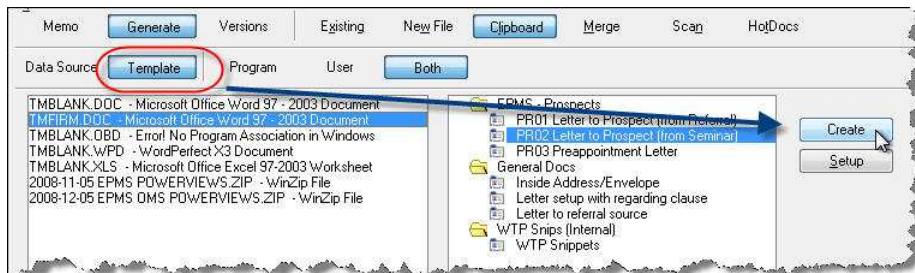 Memo Generate Versions Existing New File Clipboard Merge Scan HotDocs
Data Source Template Program User Both
TMBLANK.DOC - Microsoft Office Word 97 - 2003 Document
TMFIRM.DOC - Microsoft Office Word 97 - 2003 Document
TMBLANK.OBD - Error! No Program Association in Windows
TMBLANK.WPD - WordPerfect X3 Document
TMBLANK.XLS - Microsoft Office Excel 97-2003 Worksheet
2008-11-05 EPMS POWERVIEWS.ZIP - WinZip File
2008-12-05 EPMS OMS POWERVIEWS.ZIP - WinZip File
EPMS - Prospects
PR01 Letter to Prospect (from Referral)
PR02 Letter to Prospect (from Seminar)
PR03 Preappointment Letter
General Docs
Inside Address/Envelope
Letter setup with regarding clause
Letter to referral source
WTP Snips (Internal)
WTP Snippets
Create
Setup